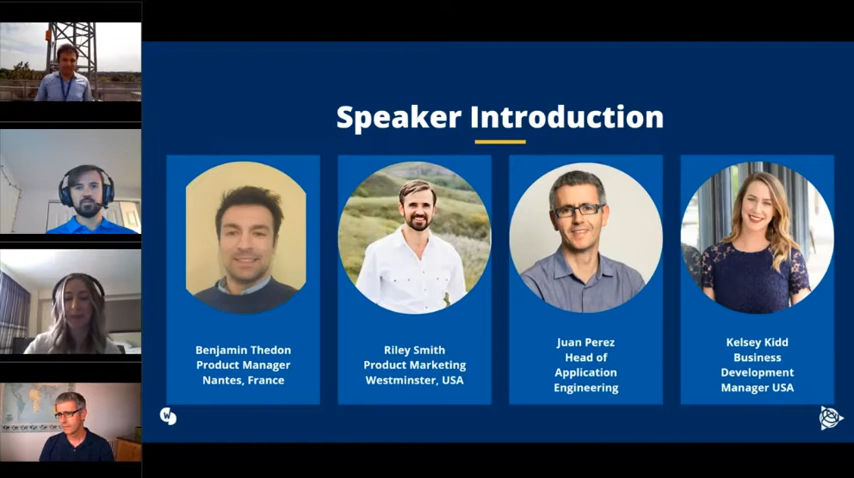 Speaker Introduction
Benjamin Thedon
Product Manager
Nantes, France
Riley Smith
Product Marketing
Westminster, USA
Juan Perez
Head of
Application
Engineering
Kelsey Kidd
Business
Development
Manager USA
W